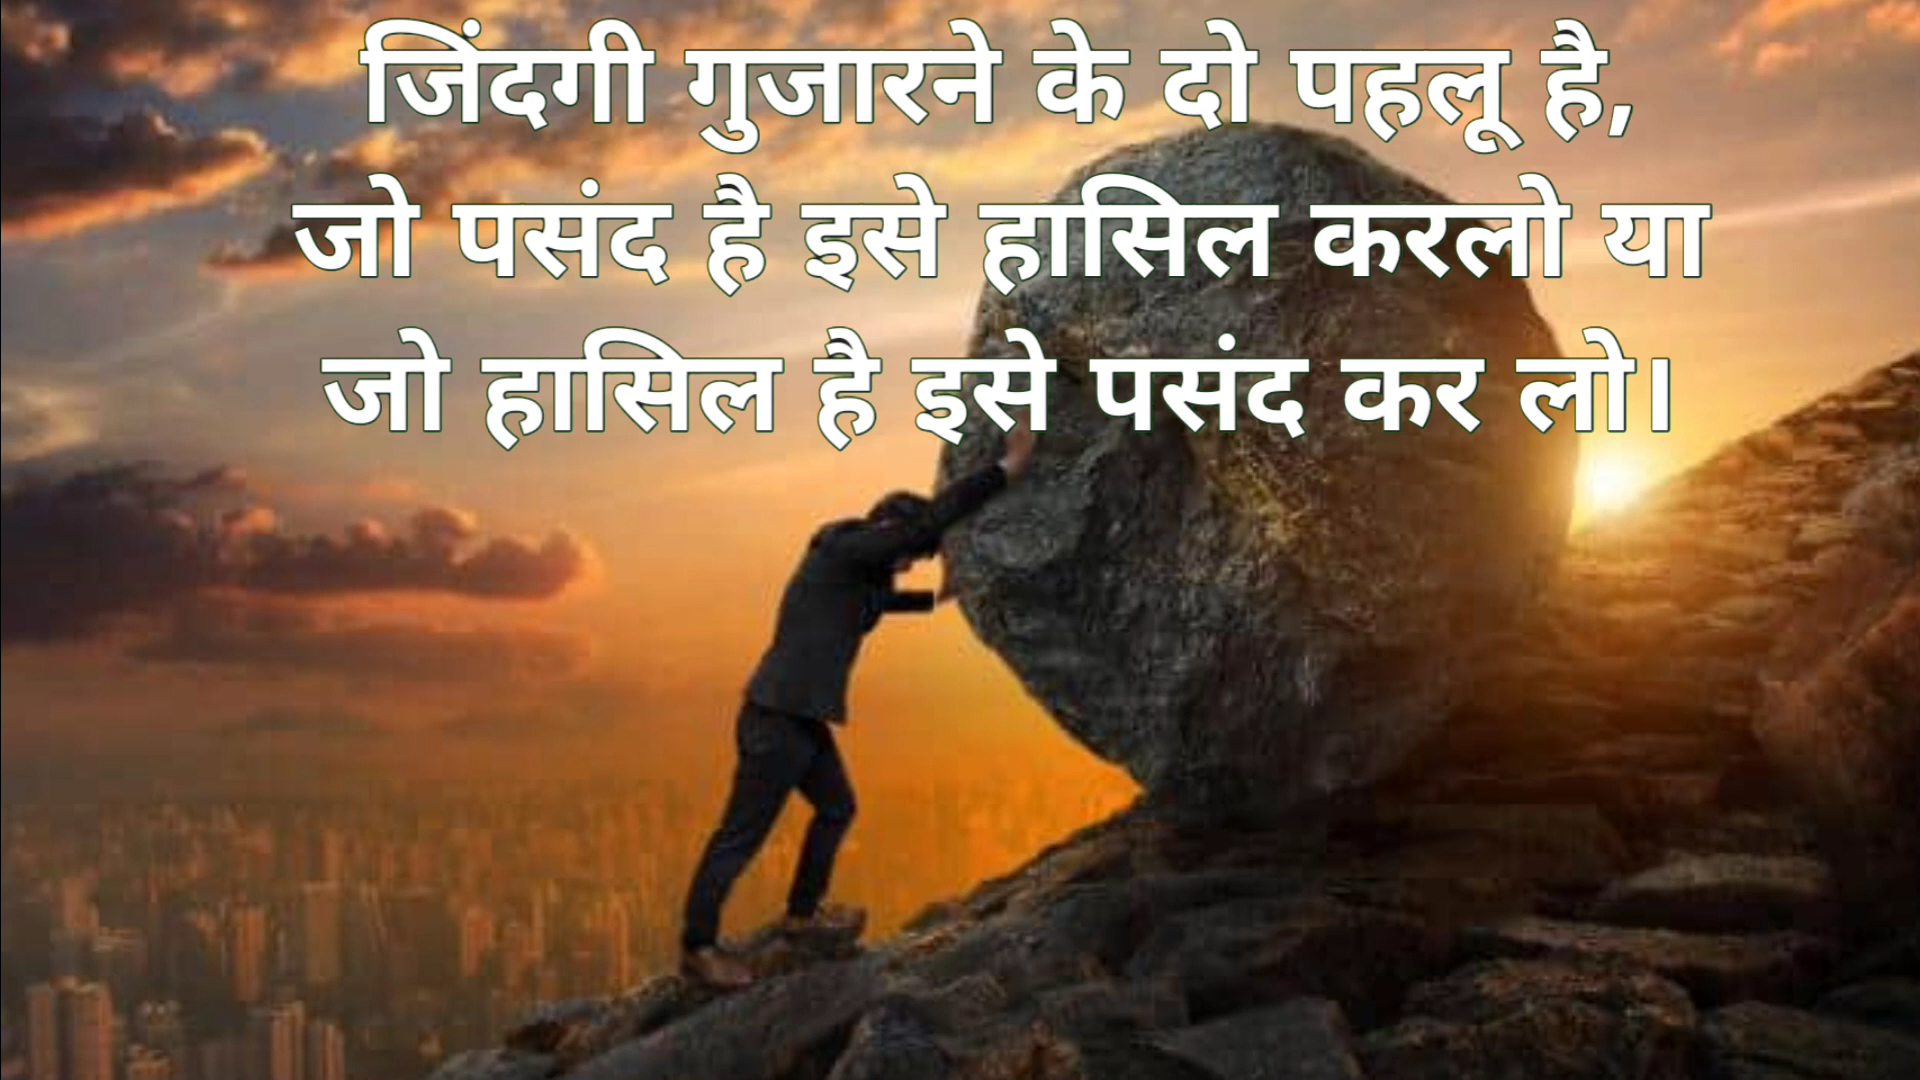 जिंदगी गुजारने के दो पहलू है,
जो पसंद है इसे हासिल करलो या
जो हासिल है इसे पसंद कर लो।